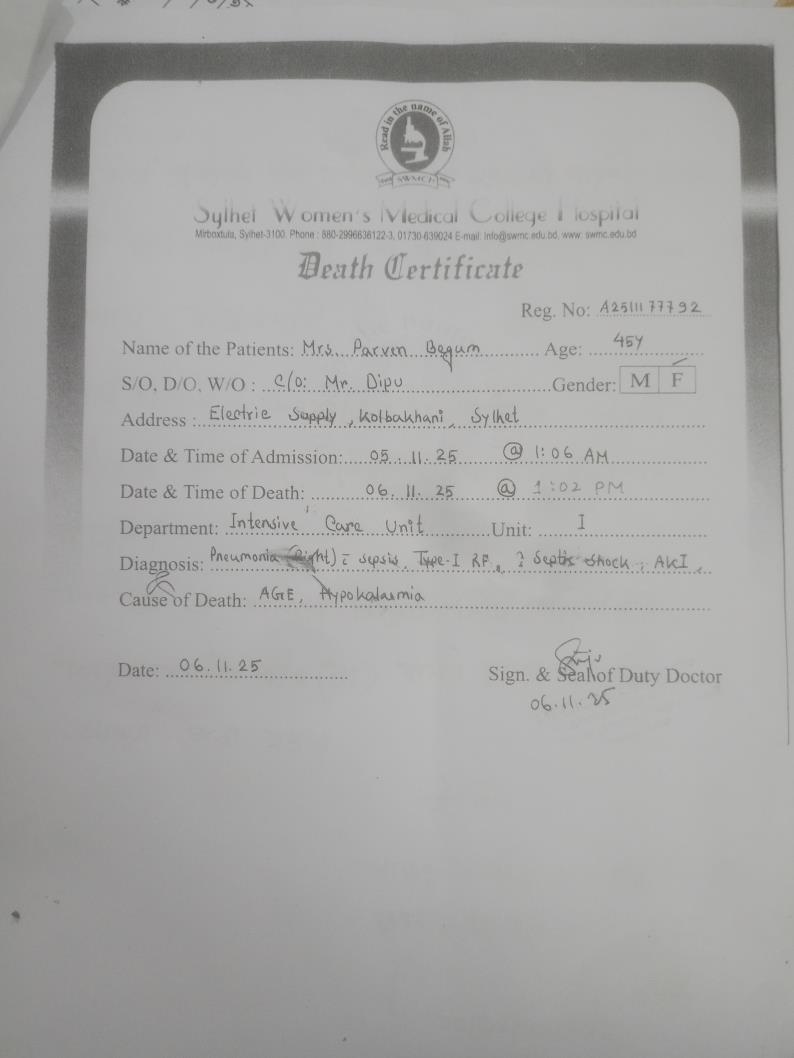 Read in the name of Allah
SWMCH
Sylhet Women's Medical College Hospital
Mirboxtula, Sylhet-3100. Phone : 880-2996636122-3, 01730-639024 E-mail: info@swmc.edu.bd, www: swmc.edu.bd
Death Certificate
Reg. No: A251117 7792
Name of the Patients: Mrs. Parven Begum Age: 45Y
S/O, D/O, W/O : C/O: Mr. Dipu Gender: M F
Address : Electric Supply, Kolbakhani, Sylhet
Date & Time of Admission: 05.11.25 @ 1:06 AM
Date & Time of Death: 06.11.25 @ 1:02 PM
Department: Intensive Care Unit Unit: I
Diagnosis: Pneumonia (Right) c̄ sepsis, Type-I RF, ? Septic shock, AKI,
Cause of Death: AGE, Hypokalaemia
Date: 06.11.25
Sign. & Seal of Duty Doctor
06.11.25